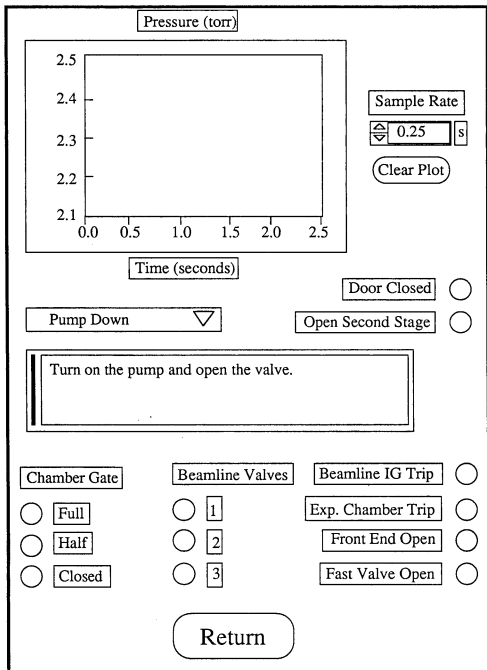 Pressure (torr)
2.5
2.4
2.3
2.2
2.1
0.0 0.5 1.0 1.5 2.0 2.5
Time (seconds)
Sample Rate
0.25 s
Clear Plot
Door Closed
Open Second Stage
Pump Down
Turn on the pump and open the valve.
Chamber Gate
Full
Half
Closed
Beamline Valves
1
2
3
Beamline IG Trip
Exp. Chamber Trip
Front End Open
Fast Valve Open
Return